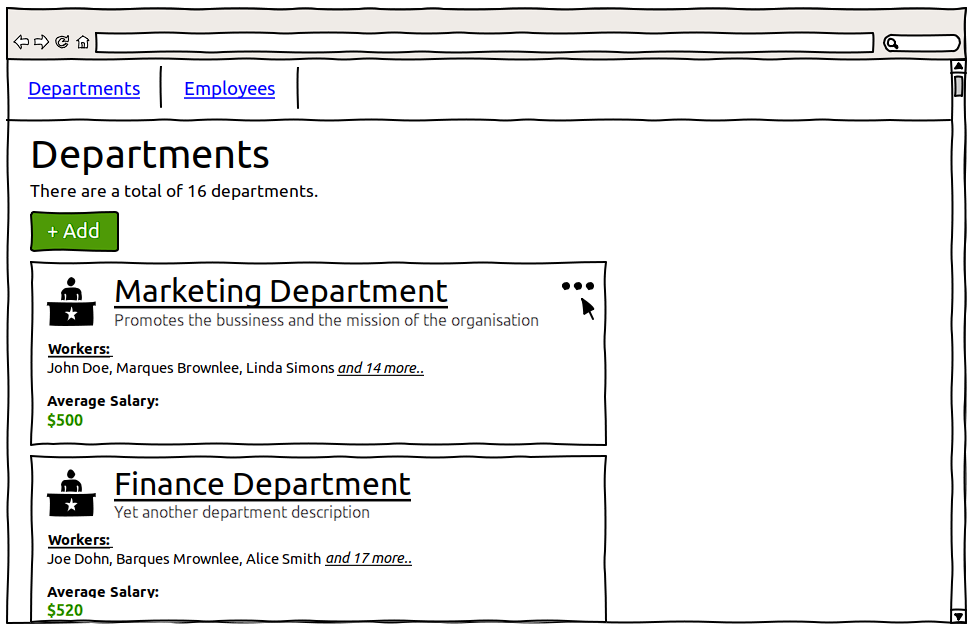 Departments
Employees
Departments
There are a total of 16 departments.
+ Add
Marketing Department
Promotes the bussiness and the mission of the organisation
Workers:
John Doe, Marques Brownlee, Linda Simons and 14 more..
Average Salary:
$500
Finance Department
Yet another department description
Workers:
Joe Dohn, Barques Mrownlee, Alice Smith and 17 more..
Average Salary:
$520